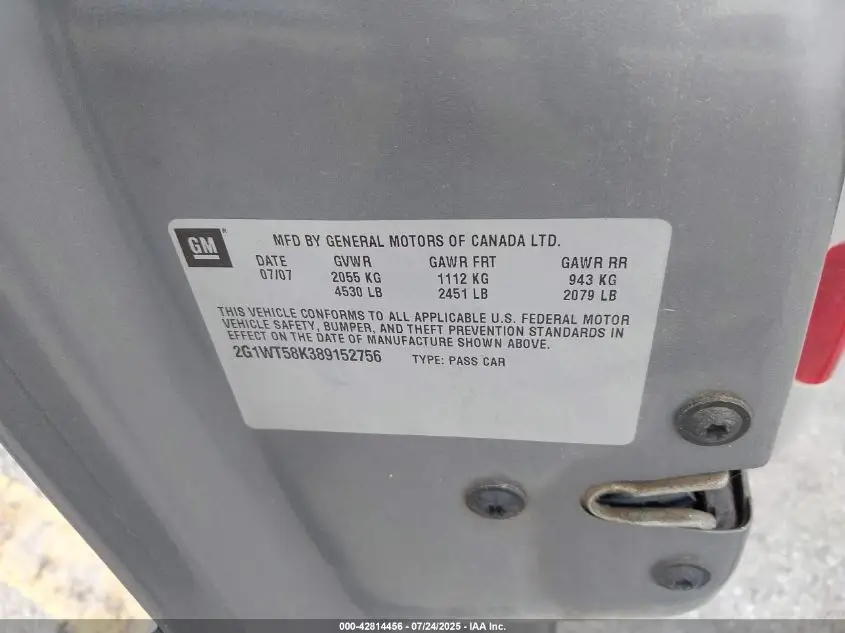 GM
MFD BY GENERAL MOTORS OF CANADA LTD.
DATE GVWR GAWR FRT GAWR RR
07/07 2055 KG 1112 KG 943 KG
4530 LB 2451 LB 2079 LB
THIS VEHICLE CONFORMS TO ALL APPLICABLE U.S. FEDERAL MOTOR
VEHICLE SAFETY, BUMPER, AND THEFT PREVENTION STANDARDS IN
EFFECT ON THE DATE OF MANUFACTURE SHOWN ABOVE.
2G1WT58K389152756 TYPE: PASS CAR
000-42814456 - 07/24/2025 - IAA Inc.